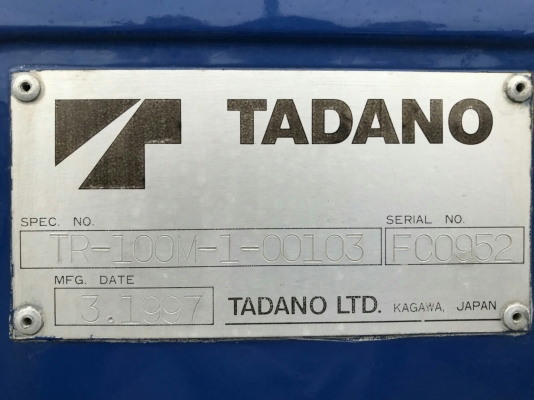 TADANO
SPEC. NO. SERIAL NO.
TR-100M-1-00103 FC0952
MFG. DATE
3.1997 TADANO LTD. KAGAWA, JAPAN